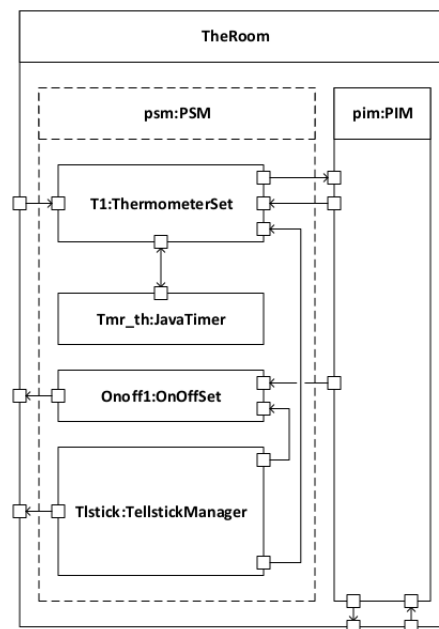 TheRoom
psm:PSM
pim:PIM
T1:ThermometerSet
Tmr_th:JavaTimer
Onoff1:OnOffSet
Tlstick:TellstickManager